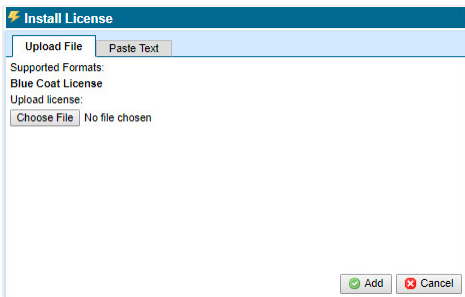 Install License
Upload File Paste Text
Supported Formats:
Blue Coat License
Upload license:
Choose File No file chosen
Add Cancel